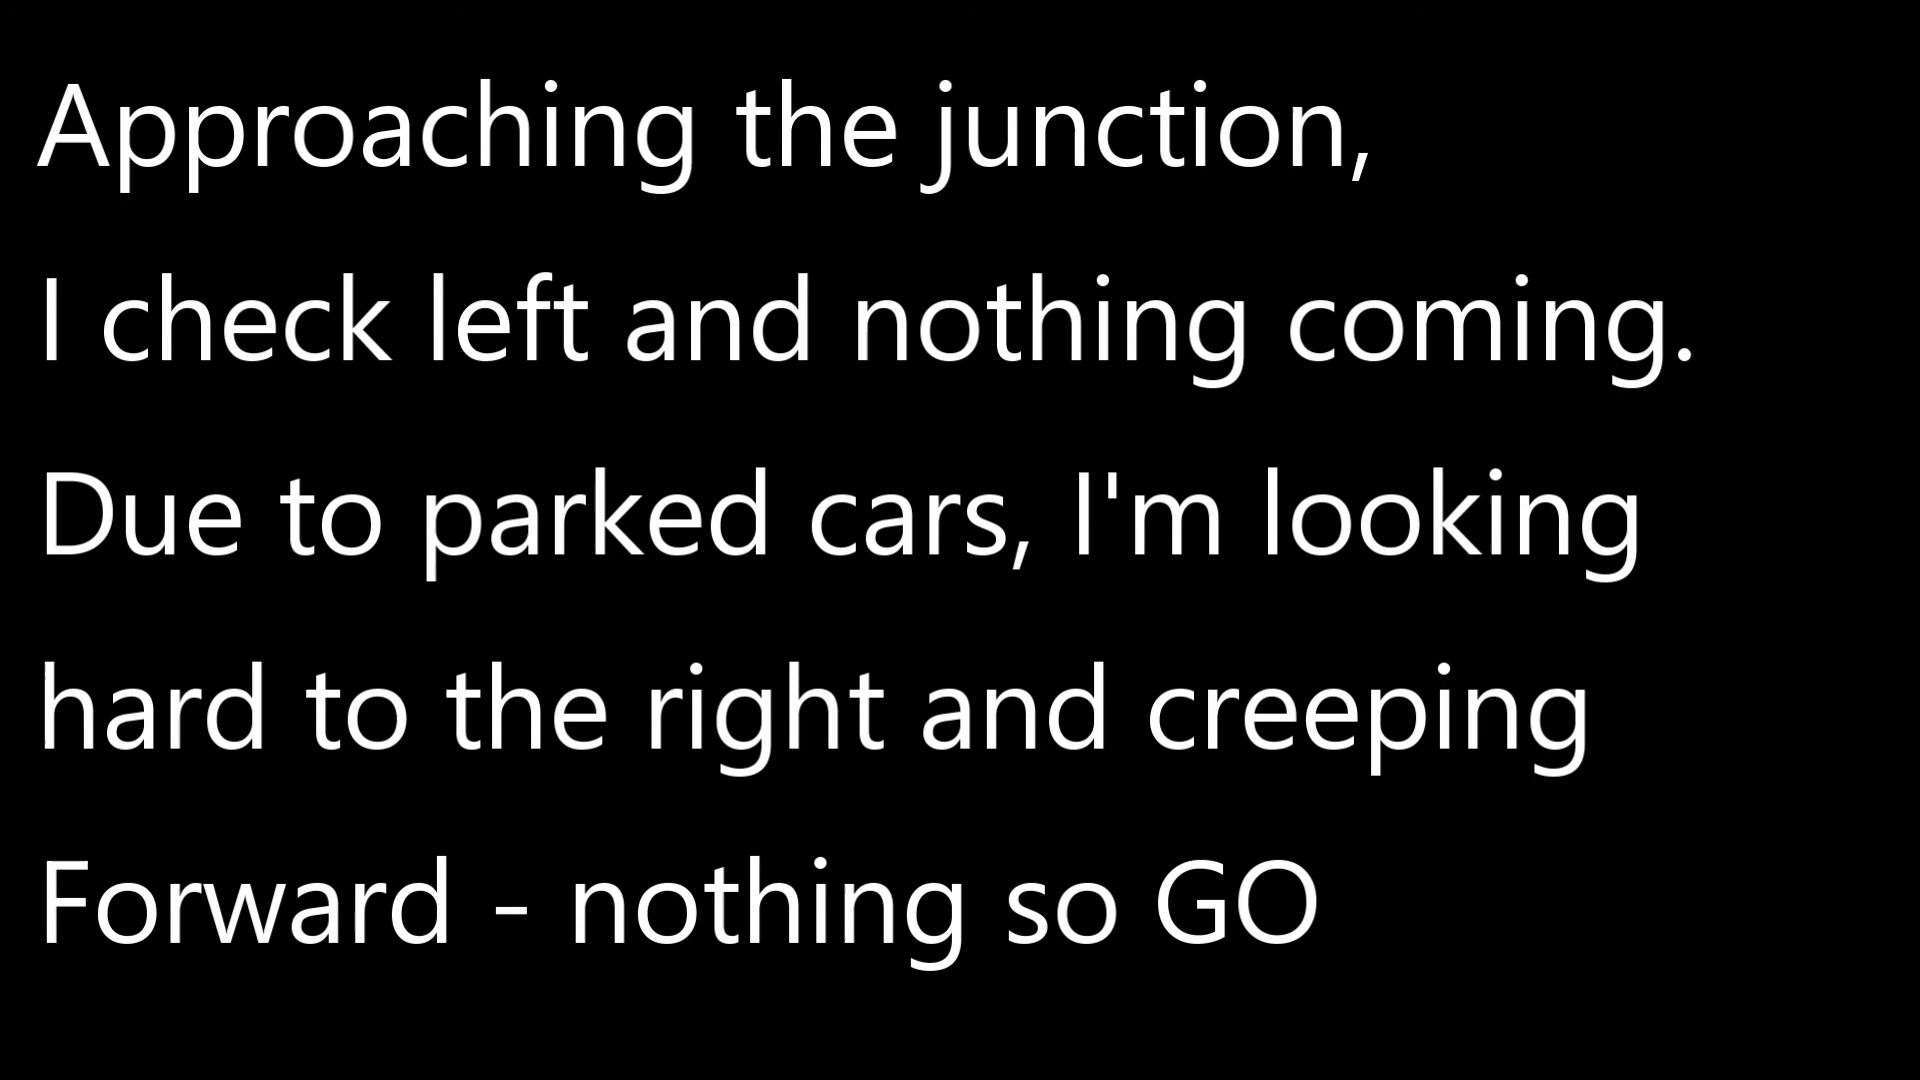 Approaching the junction,
I check left and nothing coming.
Due to parked cars, I'm looking
hard to the right and creeping
Forward - nothing so GO